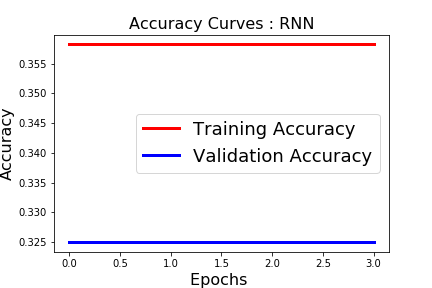 Accuracy Curves : RNN
Accuracy
0.355
0.350
0.345
0.340
0.335
0.330
0.325
Training Accuracy
Validation Accuracy
0.0 0.5 1.0 1.5 2.0 2.5 3.0
Epochs